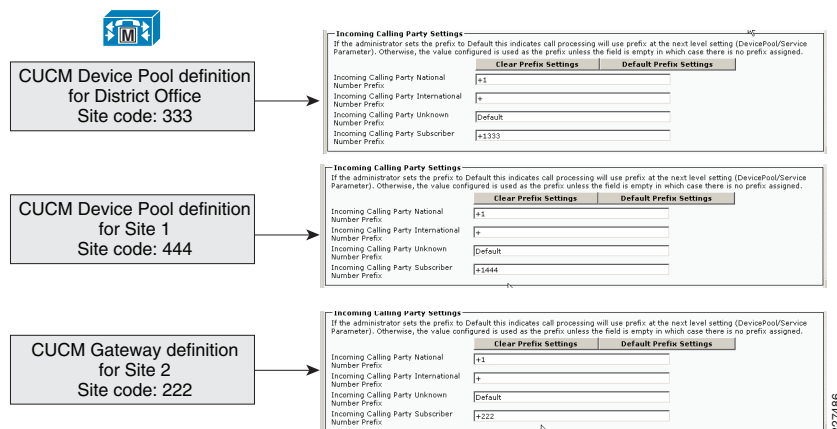 M
CUCM Device Pool definition
for District Office
Site code: 333
Incoming Calling Party Settings
If the administrator sets the prefix to Default this indicates call processing will use prefix at the next level setting (DevicePool/Service
Parameter). Otherwise, the value configured is used as the prefix unless the field is empty in which case there is no prefix assigned.
Clear Prefix Settings Default Prefix Settings
Incoming Calling Party National
Number Prefix
+1
Incoming Calling Party International
Number Prefix
+
Incoming Calling Party Unknown
Number Prefix
Default
Incoming Calling Party Subscriber
Number Prefix
+1333
CUCM Device Pool definition
for Site 1
Site code: 444
Incoming Calling Party Settings
If the administrator sets the prefix to Default this indicates call processing will use prefix at the next level setting (DevicePool/Service
Parameter). Otherwise, the value configured is used as the prefix unless the field is empty in which case there is no prefix assigned.
Clear Prefix Settings Default Prefix Settings
Incoming Calling Party National
Number Prefix
+1
Incoming Calling Party International
Number Prefix
+
Incoming Calling Party Unknown
Number Prefix
Default
Incoming Calling Party Subscriber
Number Prefix
+1444
CUCM Gateway definition
for Site 2
Site code: 222
Incoming Calling Party Settings
If the administrator sets the prefix to Default this indicates call processing will use prefix at the next level setting (DevicePool/Service
Parameter). Otherwise, the value configured is used as the prefix unless the field is empty in which case there is no prefix assigned.
Clear Prefix Settings Default Prefix Settings
Incoming Calling Party National
Number Prefix
+1
Incoming Calling Party International
Number Prefix
+
Incoming Calling Party Unknown
Number Prefix
Default
Incoming Calling Party Subscriber
Number Prefix
+222